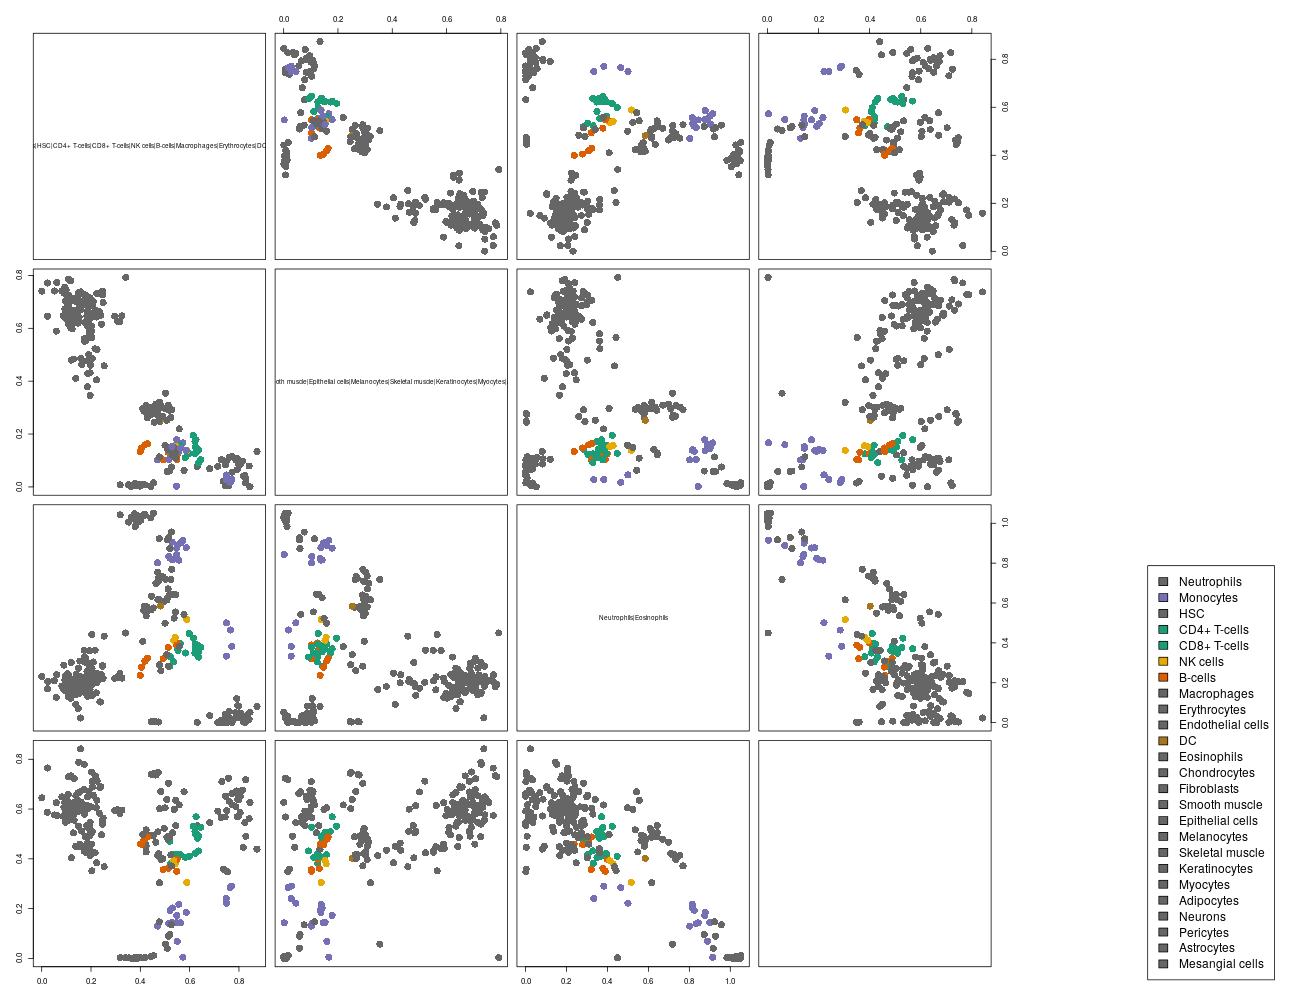 0.0 0.2 0.4 0.6 0.8
0.0 0.2 0.4 0.6 0.8
|HSC|CD4+ T-cells|CD8+ T-cells|NK cells|B-cells|Macrophages|Erythrocytes|DC
0.0 0.2 0.4 0.6 0.8
0.0 0.2 0.4 0.6 0.8
oth muscle|Epithelial cells|Melanocytes|Skeletal muscle|Keratinocytes|Myocytes|
Neutrophils|Eosinophils
0.0 0.2 0.4 0.6 0.8 1.0
0.0 0.2 0.4 0.6 0.8
0.0 0.2 0.4 0.6 0.8
0.0 0.2 0.4 0.6 0.8 1.0
Neutrophils
Monocytes
HSC
CD4+ T-cells
CD8+ T-cells
NK cells
B-cells
Macrophages
Erythrocytes
Endothelial cells
DC
Eosinophils
Chondrocytes
Fibroblasts
Smooth muscle
Epithelial cells
Melanocytes
Skeletal muscle
Keratinocytes
Myocytes
Adipocytes
Neurons
Pericytes
Astrocytes
Mesangial cells